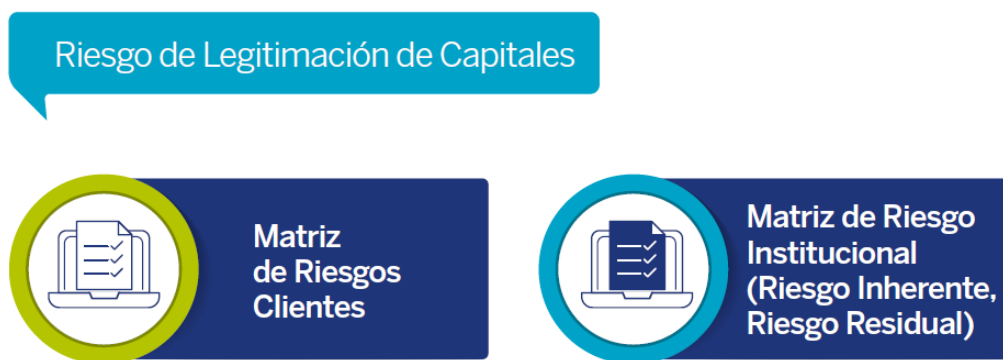 Riesgo de Legitimación de Capitales
Matriz
de Riesgos
Clientes
Matriz de Riesgo
Institucional
(Riesgo Inherente,
Riesgo Residual)